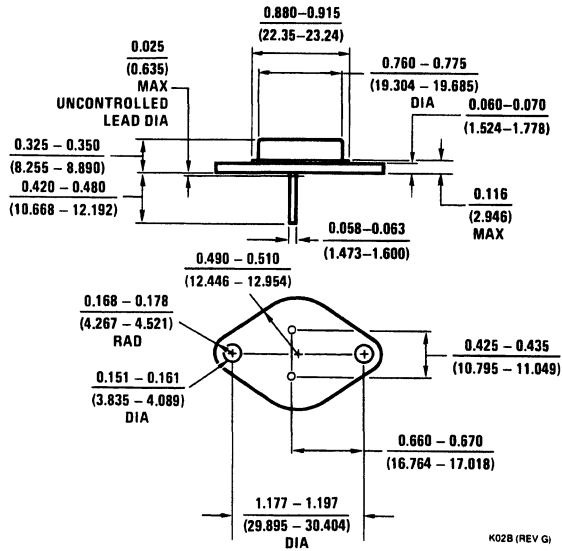 0.880–0.915
(22.35–23.24)
0.025
(0.635)
MAX
UNCONTROLLED
LEAD DIA
0.760 – 0.775
(19.304 – 19.685)
DIA
0.060–0.070
(1.524–1.778)
0.325 – 0.350
(8.255 – 8.890)
0.420 – 0.480
(10.668 – 12.192)
0.116
(2.946)
MAX
0.058–0.063
(1.473–1.600)
0.490 – 0.510
(12.446 – 12.954)
0.168 – 0.178
(4.267 – 4.521)
RAD
0.425 – 0.435
(10.795 – 11.049)
0.151 – 0.161
(3.835 – 4.089)
DIA
0.660 – 0.670
(16.764 – 17.018)
1.177 – 1.197
(29.895 – 30.404)
DIA
K02B (REV G)